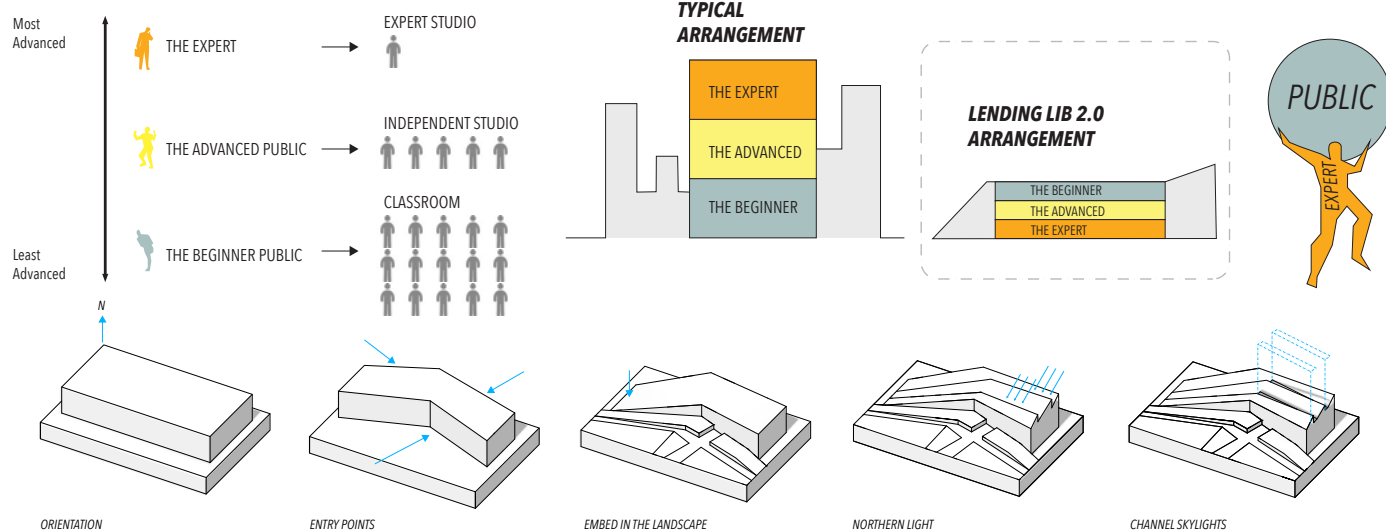 Most
Advanced
THE EXPERT
EXPERT STUDIO
THE ADVANCED PUBLIC
INDEPENDENT STUDIO
CLASSROOM
THE BEGINNER PUBLIC
Least
Advanced
TYPICAL
ARRANGEMENT
THE EXPERT
THE ADVANCED
THE BEGINNER
LENDING LIB 2.0
ARRANGEMENT
THE BEGINNER
THE ADVANCED
THE EXPERT
PUBLIC
EXPERT
N
ORIENTATION
ENTRY POINTS
EMBED IN THE LANDSCAPE
NORTHERN LIGHT
CHANNEL SKYLIGHTS